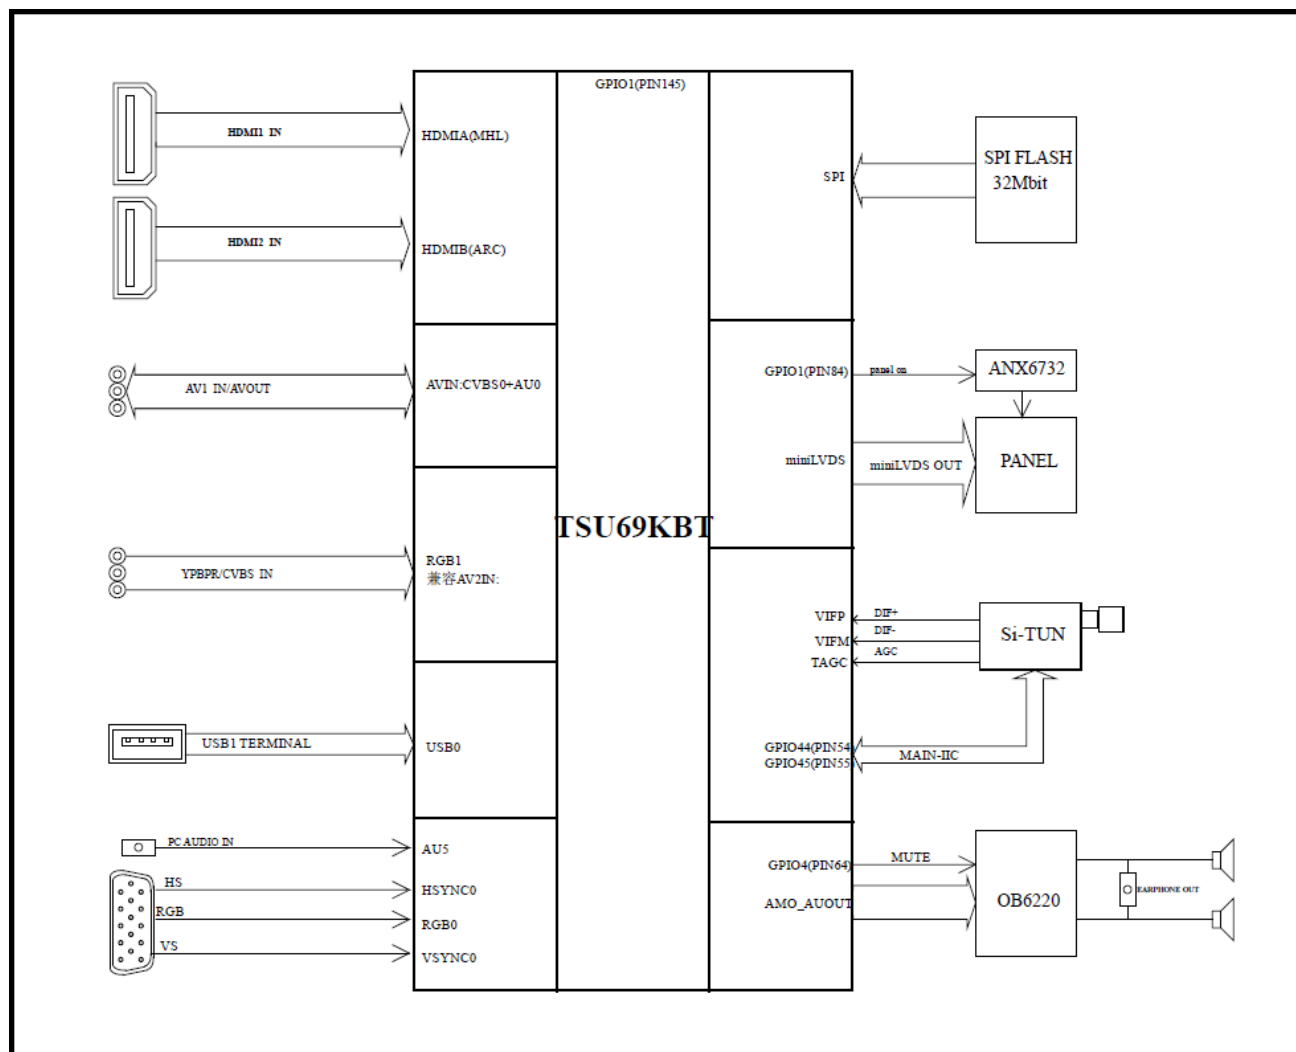 GPIO1(PIN145)
HDMI1 IN
HDMIA(MHL)
HDMI2 IN
HDMIB(ARC)
AV1 IN/AVOUT
AVIN:CVBS0+AU0
YPBPR/CVBS IN
RGB1
兼容AV2IN:
USB1 TERMINAL
USB0
PC AUDIO IN
AU5
HS
HSYNC0
RGB
RGB0
VS
VSYNC0
TSU69KBT
SPI
SPI FLASH
32Mbit
GPIO1(PIN84)
panel on
ANX6732
miniLVDS
miniLVDS OUT
PANEL
VIFP
DIF+
VIFM
DIF-
TAGC
AGC
Si-TUN
GPIO44(PIN54
GPIO45(PIN55)
MAIN-IIC
GPIO4(PIN64)
MUTE
AMO_AUOUT
OB6220
EARPHONE OUT